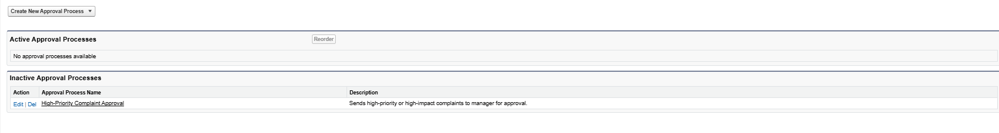 Create New Approval Process
Active Approval Processes
Reorder
No approval processes available
Inactive Approval Processes
Action Approval Process Name Description
Edit | Del High-Priority Complaint Approval Sends high-priority or high-impact complaints to manager for approval.